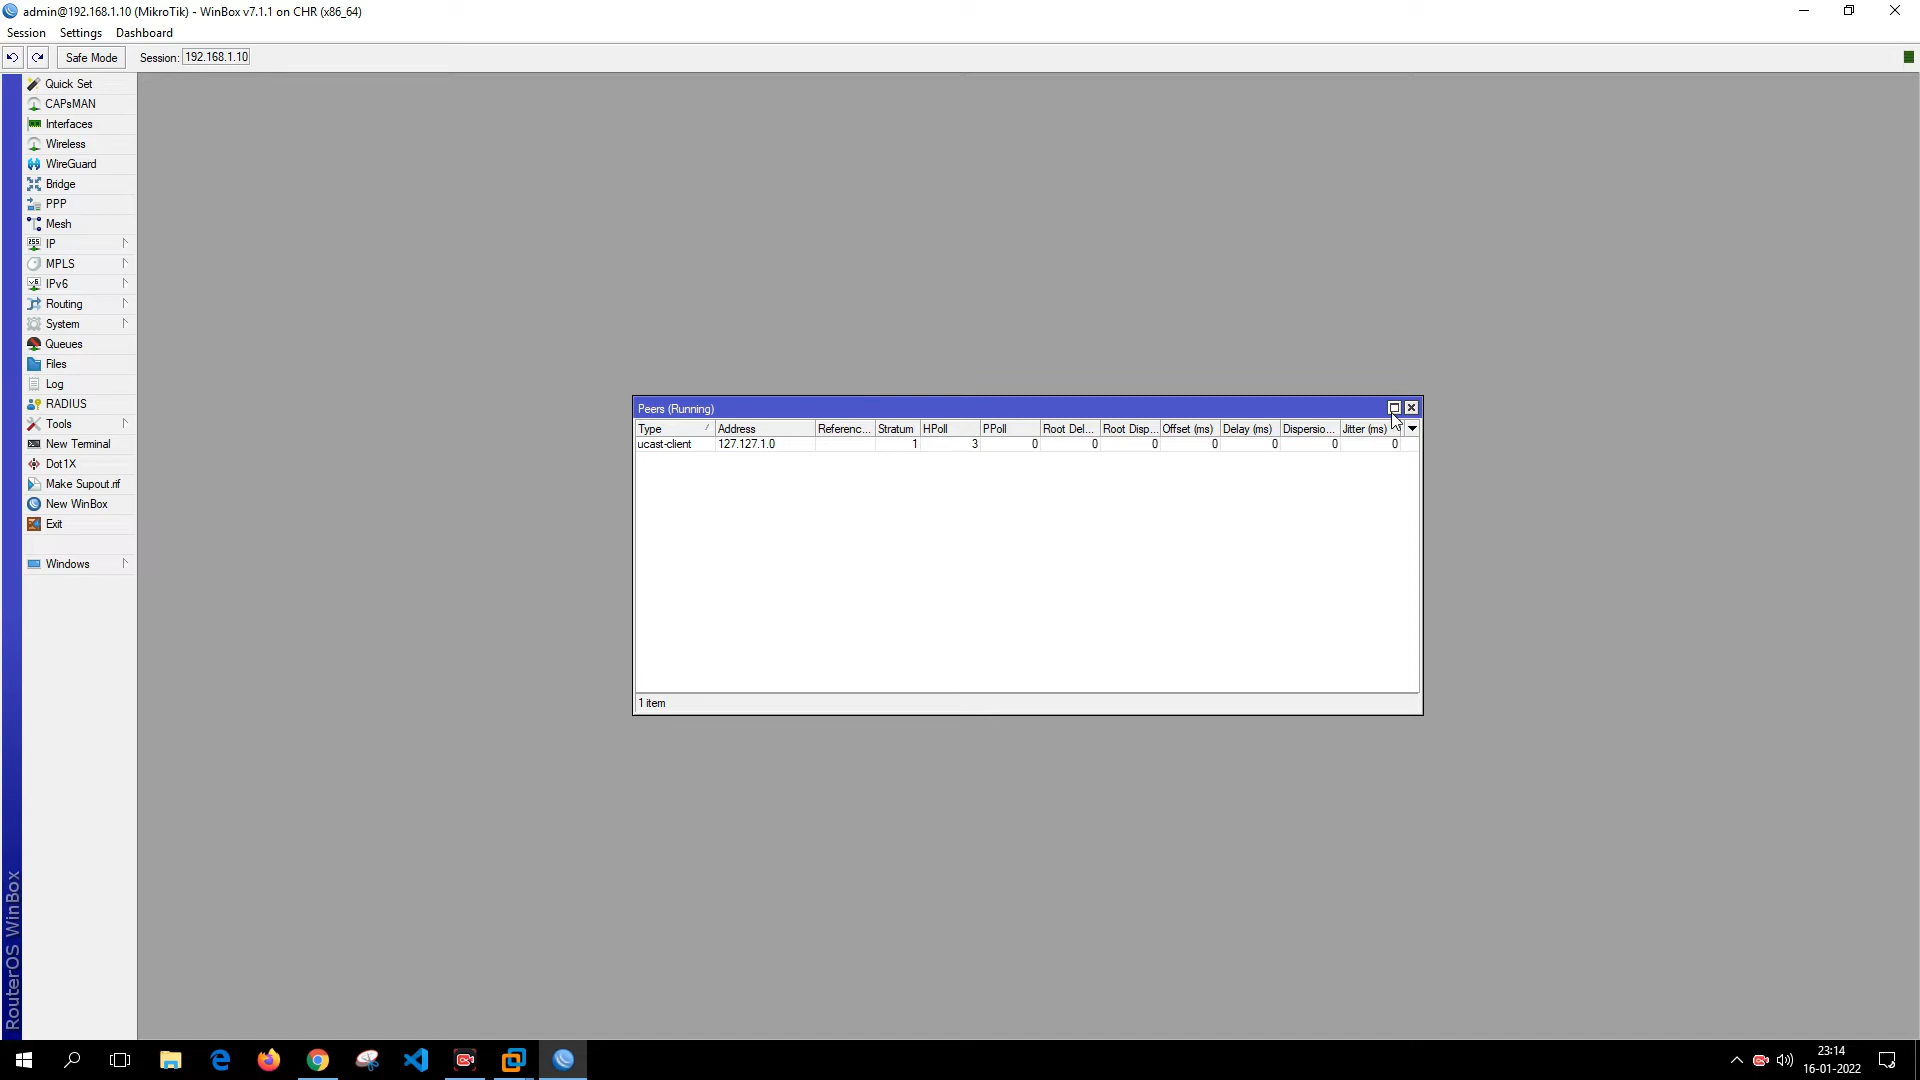 admin@192.168.1.10 (MikroTik) - WinBox v7.1.1 on CHR (x86_64)
Session Settings Dashboard
Safe Mode Session: 192.168.1.10
Quick Set
CAPsMAN
Interfaces
Wireless
WireGuard
Bridge
PPP
Mesh
IP
MPLS
IPv6
Routing
System
Queues
Files
Log
RADIUS
Tools
New Terminal
Dot1X
Make Supout.rif
New WinBox
Exit
Windows
RouterOS WinBox
Peers (Running)
Type Address Referenc... Stratum HPoll PPoll Root Del... Root Disp... Offset (ms) Delay (ms) Dispersio... Jitter (ms)
ucast-client 127.127.1.0 1 3 0 0 0 0 0 0 0
1 item
23:14
16-01-2022